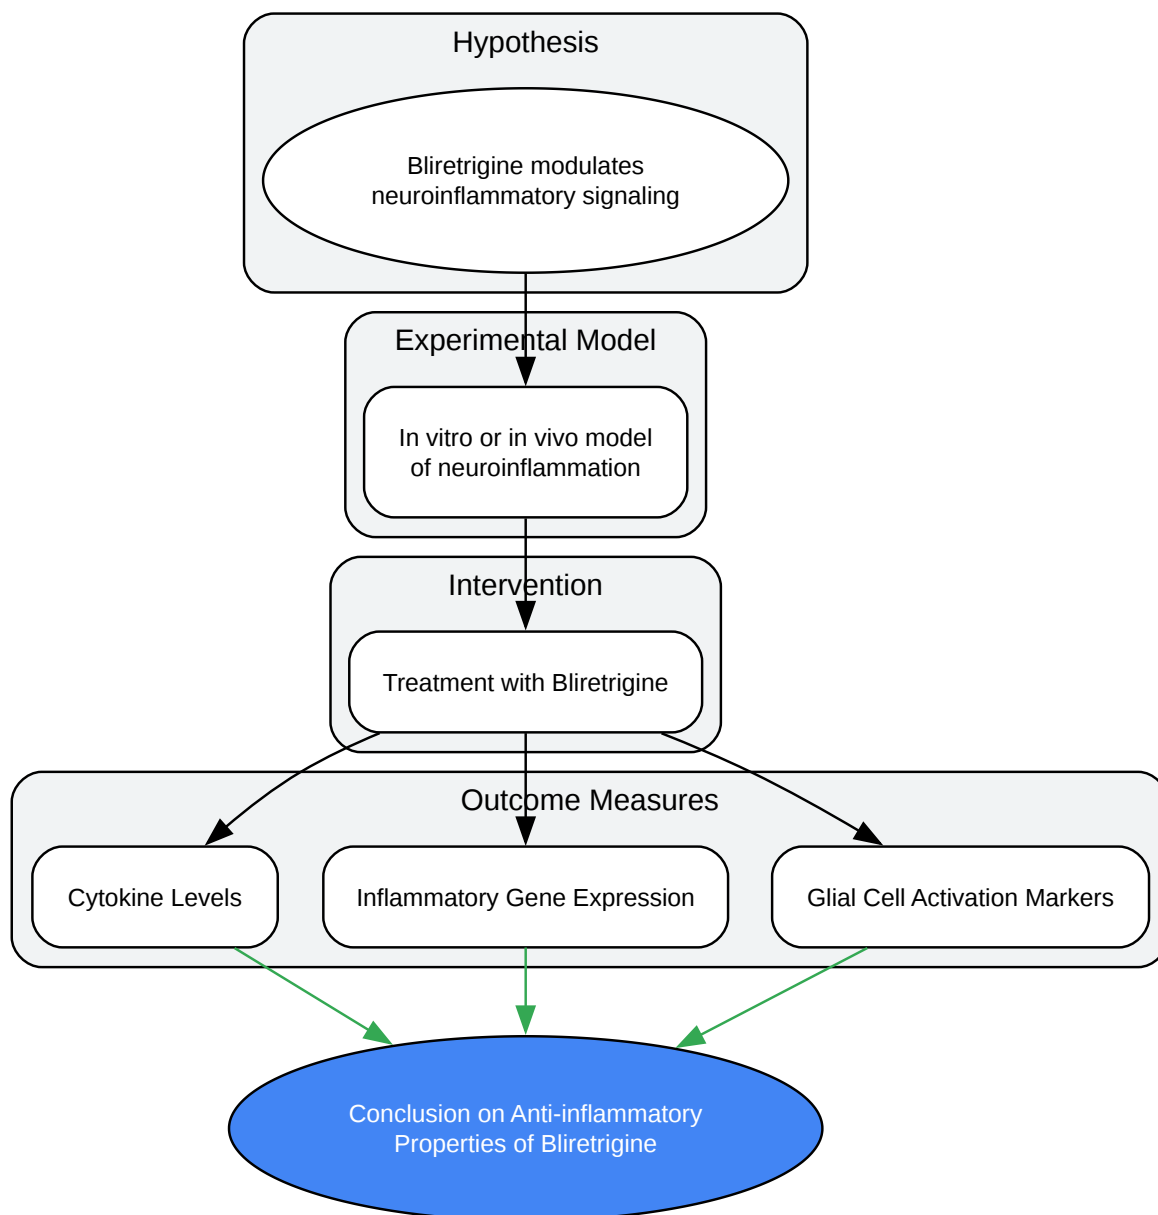 Hypothesis
Bliretrigine modulates
neuroinflammatory signaling
Experimental Model
In vitro or in vivo model
of neuroinflammation
Intervention
Treatment with Bliretrigine
Outcome Measures
Cytokine Levels
Inflammatory Gene Expression
Glial Cell Activation Markers
Conclusion on Anti-inflammatory
Properties of Bliretrigine